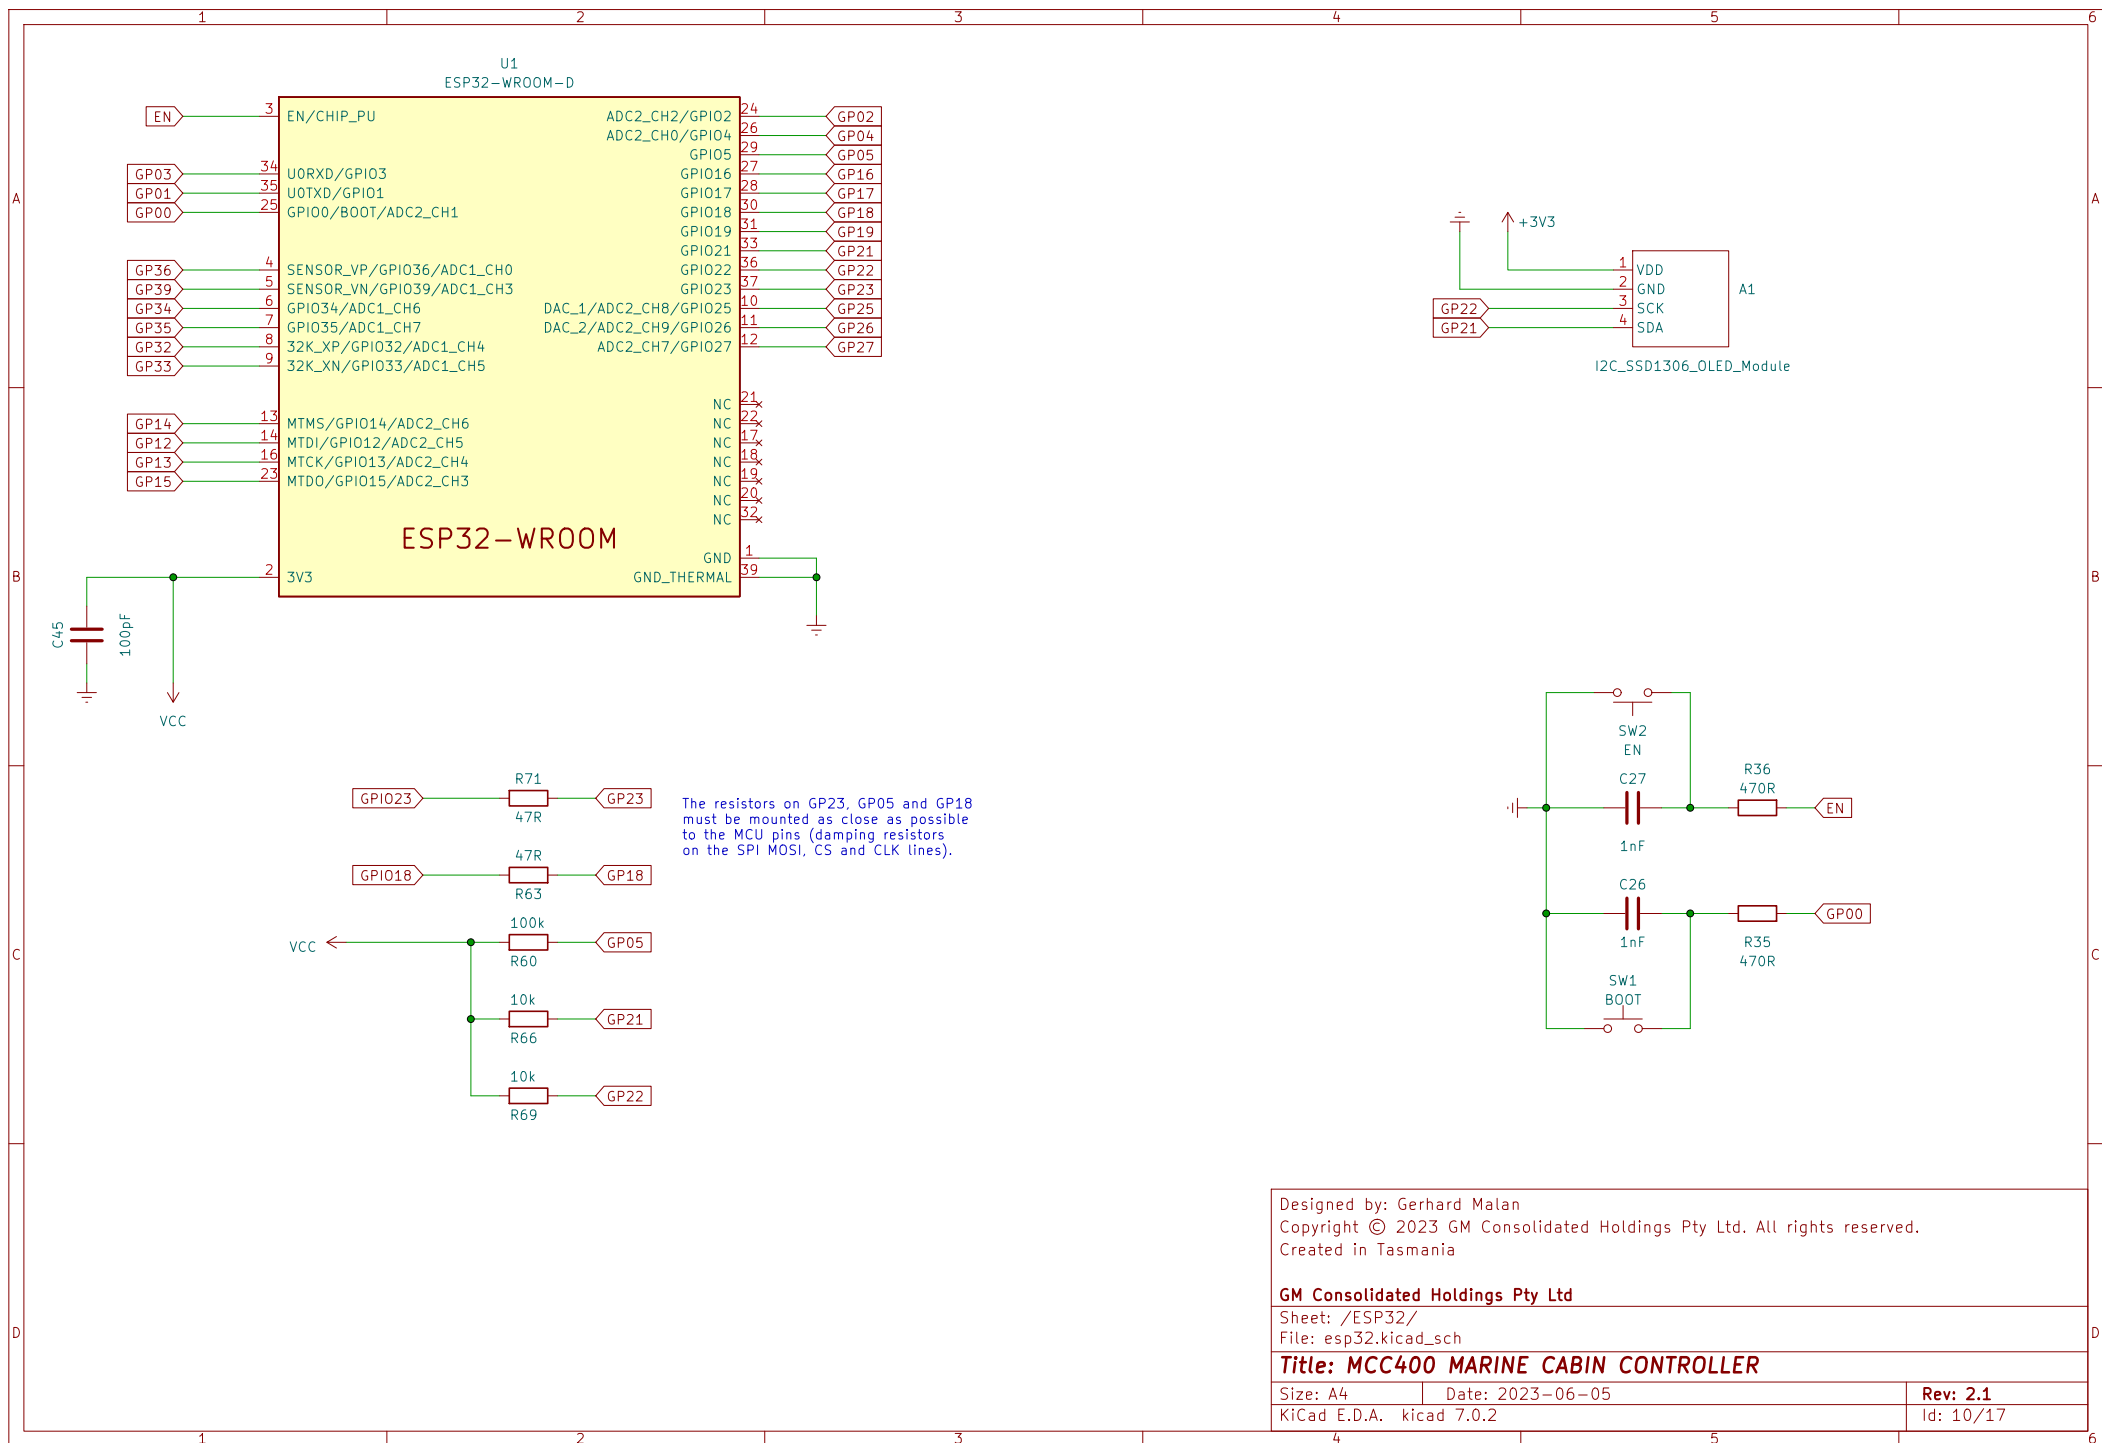 1 2 3 4 5 6
A A
B B
C C
D D
1 2 3 4 5 6
U1
ESP32-WROOM-D
EN 3 EN/CHIP_PU
GP03 34 U0RXD/GPIO3
GP01 35 U0TXD/GPIO1
GP00 25 GPIO0/BOOT/ADC2_CH1
GP36 4 SENSOR_VP/GPIO36/ADC1_CH0
GP39 5 SENSOR_VN/GPIO39/ADC1_CH3
GP34 6 GPIO34/ADC1_CH6
GP35 7 GPIO35/ADC1_CH7
GP32 8 32K_XP/GPIO32/ADC1_CH4
GP33 9 32K_XN/GPIO33/ADC1_CH5
GP14 13 MTMS/GPIO14/ADC2_CH6
GP12 14 MTDI/GPIO12/ADC2_CH5
GP13 16 MTCK/GPIO13/ADC2_CH4
GP15 23 MTDO/GPIO15/ADC2_CH3
2 3V3
ADC2_CH2/GPIO2 24 GP02
ADC2_CH0/GPIO4 26 GP04
GPIO5 29 GP05
GPIO16 27 GP16
GPIO17 28 GP17
GPIO18 30 GP18
GPIO19 31 GP19
GPIO21 33 GP21
GPIO22 36 GP22
GPIO23 37 GP23
DAC_1/ADC2_CH8/GPIO25 10 GP25
DAC_2/ADC2_CH9/GPIO26 11 GP26
ADC2_CH7/GPIO27 12 GP27
NC 21
NC 22
NC 17
NC 18
NC 19
NC 20
NC 32
ESP32-WROOM
GND 1
GND_THERMAL 39
C45
100pF
VCC
+3V3
1 VDD
2 GND
GP22 3 SCK
GP21 4 SDA
A1
I2C_SSD1306_OLED_Module
R71
GPIO23 GP23
47R
47R
GPIO18 GP18
R63
100k
VCC GP05
R60
10k
GP21
R66
10k
GP22
R69
The resistors on GP23, GP05 and GP18
must be mounted as close as possible
to the MCU pins (damping resistors
on the SPI MOSI, CS and CLK lines).
SW2
EN
C27
1nF
R36
470R
EN
C26
1nF
GP00
R35
470R
SW1
BOOT
Designed by: Gerhard Malan
Copyright © 2023 GM Consolidated Holdings Pty Ltd. All rights reserved.
Created in Tasmania
GM Consolidated Holdings Pty Ltd
Sheet: /ESP32/
File: esp32.kicad_sch
Title: MCC400 MARINE CABIN CONTROLLER
Size: A4 Date: 2023-06-05 Rev: 2.1
KiCad E.D.A. kicad 7.0.2 Id: 10/17